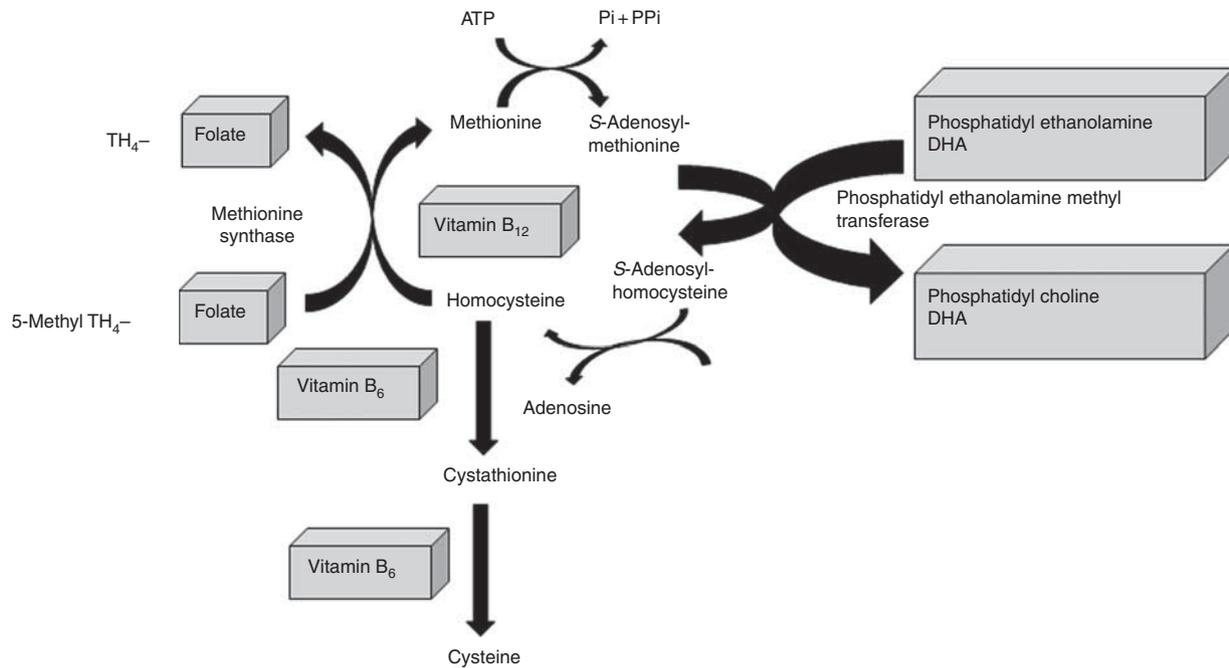 ATP
Pi + PPi
TH₄–
Folate
Methionine
S-Adenosyl-
methionine
Phosphatidyl ethanolamine
DHA
Methionine
synthase
Vitamin B₁₂
Phosphatidyl ethanolamine methyl
transferase
5-Methyl TH₄–
Folate
Homocysteine
S-Adenosyl-
homocysteine
Phosphatidyl choline
DHA
Vitamin B₆
Adenosine
Cystathionine
Vitamin B₆
Cysteine